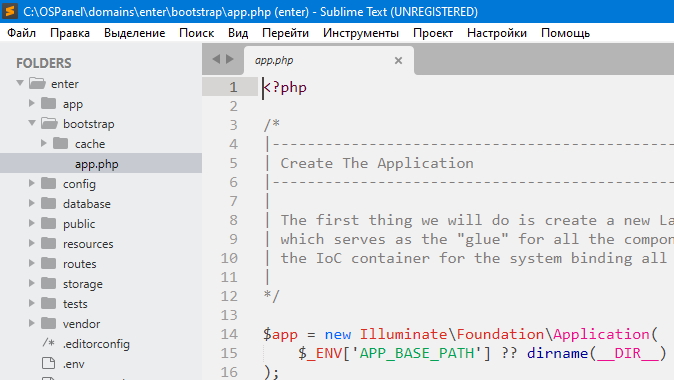 C:\OSPanel\domains\enter\bootstrap\app.php (enter) - Sublime Text (UNREGISTERED)
Файл Правка Выделение Поиск Вид Перейти Инструменты Проект Настройки Помощь
FOLDERS
enter
app
bootstrap
cache
app.php
config
database
public
resources
routes
storage
tests
vendor
/* .editorconfig
.env
app.php ×
1 <?php
2
3 /*
4 |--------------------------------------------------
5 | Create The Application
6 |--------------------------------------------------
7 |
8 | The first thing we will do is create a new La
9 | which serves as the "glue" for all the compon
10 | the IoC container for the system binding all
11 |
12 */
13
14 $app = new Illuminate\Foundation\Application(
15 $_ENV['APP_BASE_PATH'] ?? dirname(__DIR__)
16 );